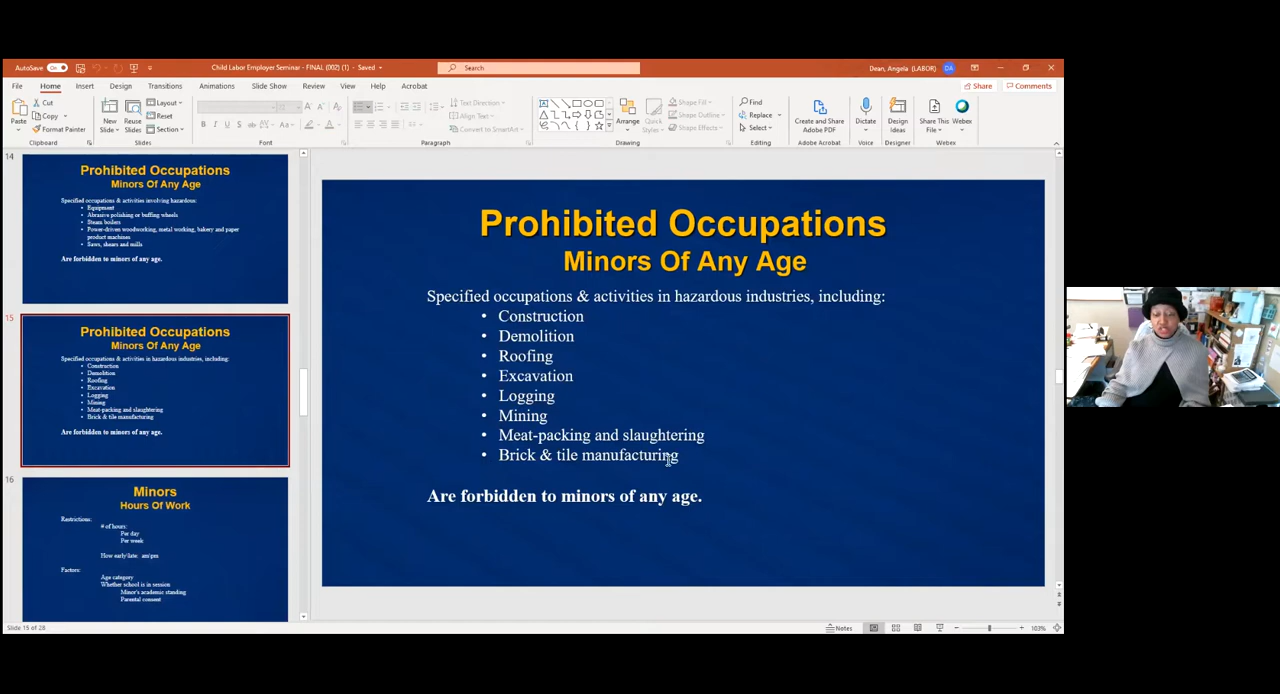 AutoSave On
Child Labor Employer Seminar - FINAL (002) (1) - Saved
Search
Dean, Angela (LABOR)
DA
File Home Insert Design Transitions Animations Slide Show Review View Help Acrobat
Share Comments
Paste
Cut
Copy
Format Painter
Clipboard
New Slide
Reuse Slides
Layout
Reset
Section
Slides
Font
Text Direction
Align Text
Convert to SmartArt
Paragraph
Arrange
Quick Styles
Shape Fill
Shape Outline
Shape Effects
Drawing
Find
Replace
Select
Editing
Create and Share Adobe PDF
Adobe Acrobat
Dictate
Voice
Design Ideas
Designer
Share This File
Webex
Webex
14
Prohibited Occupations
Minors Of Any Age
Specified occupations & activities involving hazardous:
• Equipment
• Abrasive polishing or buffing wheels
• Steam boilers
• Power-driven woodworking, metal working, bakery and paper
product machines
• Saws, shears and mills
Are forbidden to minors of any age.
15
Prohibited Occupations
Minors Of Any Age
Specified occupations & activities in hazardous industries, including:
• Construction
• Demolition
• Roofing
• Excavation
• Logging
• Mining
• Meat-packing and slaughtering
• Brick & tile manufacturing
Are forbidden to minors of any age.
16
Minors
Hours Of Work
Restrictions:
# of hours:
Per day
Per week
How early\late: am\pm
Factors:
Age category
Whether school is in session
Minor's academic standing
Parental consent
Prohibited Occupations
Minors Of Any Age
Specified occupations & activities in hazardous industries, including:
• Construction
• Demolition
• Roofing
• Excavation
• Logging
• Mining
• Meat-packing and slaughtering
• Brick & tile manufacturing
Are forbidden to minors of any age.
Slide 15 of 28
Notes
103%